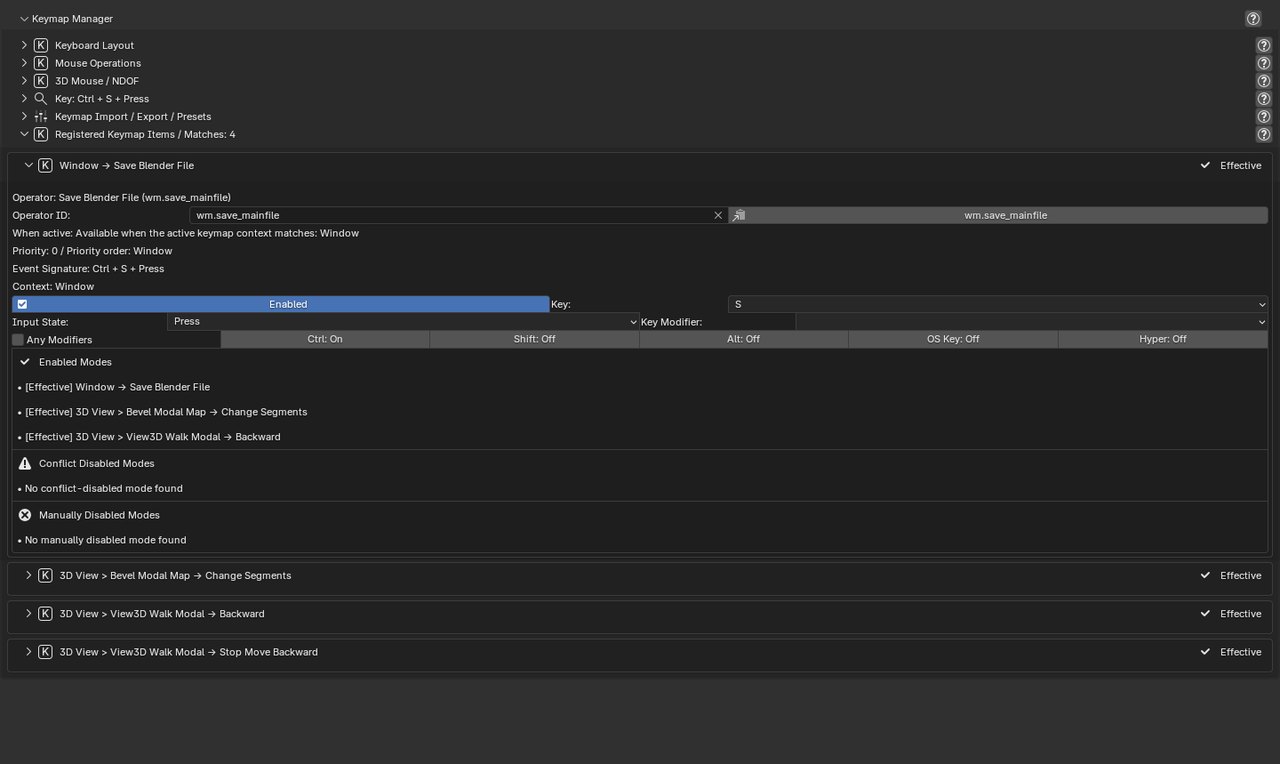 Keymap Manager
?
K Keyboard Layout ?
K Mouse Operations ?
K 3D Mouse / NDOF ?
Key: Ctrl + S + Press ?
Keymap Import / Export / Presets ?
K Registered Keymap Items / Matches: 4 ?
K Window → Save Blender File Effective
Operator: Save Blender File (wm.save_mainfile)
Operator ID: wm.save_mainfile wm.save_mainfile
When active: Available when the active keymap context matches: Window
Priority: 0 / Priority order: Window
Event Signature: Ctrl + S + Press
Context: Window
Enabled Key: S
Input State: Press Key Modifier:
Any Modifiers Ctrl: On Shift: Off Alt: Off OS Key: Off Hyper: Off
Enabled Modes
• [Effective] Window → Save Blender File
• [Effective] 3D View > Bevel Modal Map → Change Segments
• [Effective] 3D View > View3D Walk Modal → Backward
Conflict Disabled Modes
• No conflict-disabled mode found
Manually Disabled Modes
• No manually disabled mode found
K 3D View > Bevel Modal Map → Change Segments Effective
K 3D View > View3D Walk Modal → Backward Effective
K 3D View > View3D Walk Modal → Stop Move Backward Effective